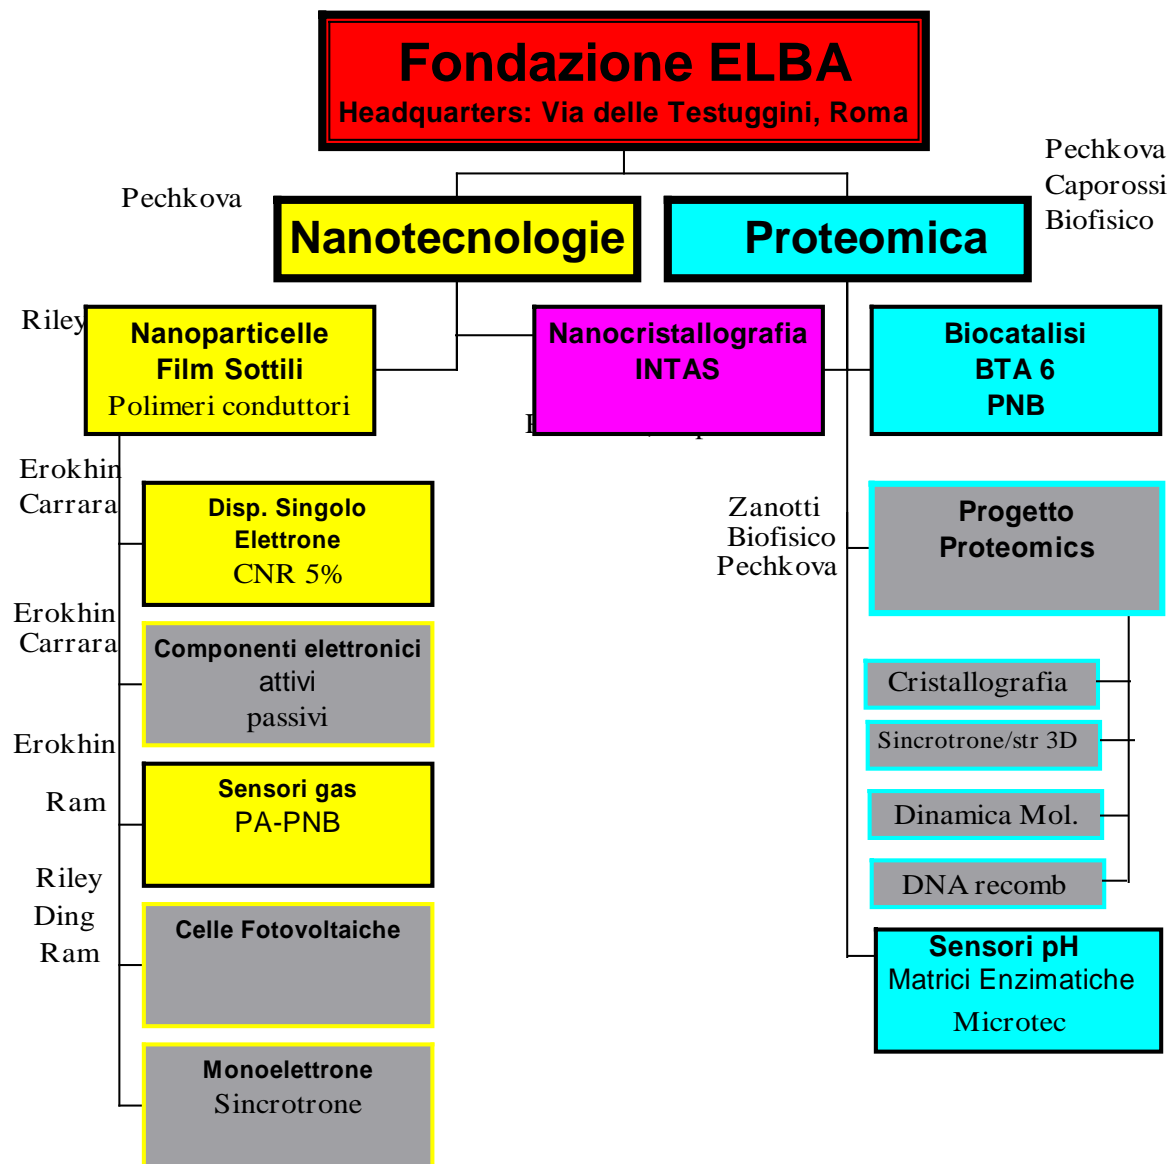 Fondazione ELBA
Headquarters: Via delle Testuggini, Roma
Pechkova
Caporossi
Biofisico
Pechkova
Nanotecnologie
Proteomica
Riley
Nanoparticelle
Film Sottili
Polimeri conduttori
Nanocristallografia
INTAS
Biocatalisi
BTA 6
PNB
Erokhin
Carrara
Disp. Singolo
Elettrone
CNR 5%
Zanotti
Biofisico
Pechkova
Progetto
Proteomics
Erokhin
Carrara
Componenti elettronici
attivi
passivi
Cristallografia
Sincrotrone/str 3D
Dinamica Mol.
DNA recomb
Erokhin
Ram
Sensori gas
PA-PNB
Riley
Ding
Ram
Celle Fotovoltaiche
Sensori pH
Matrici Enzimatiche
Microtec
Monoelettrone
Sincrotrone